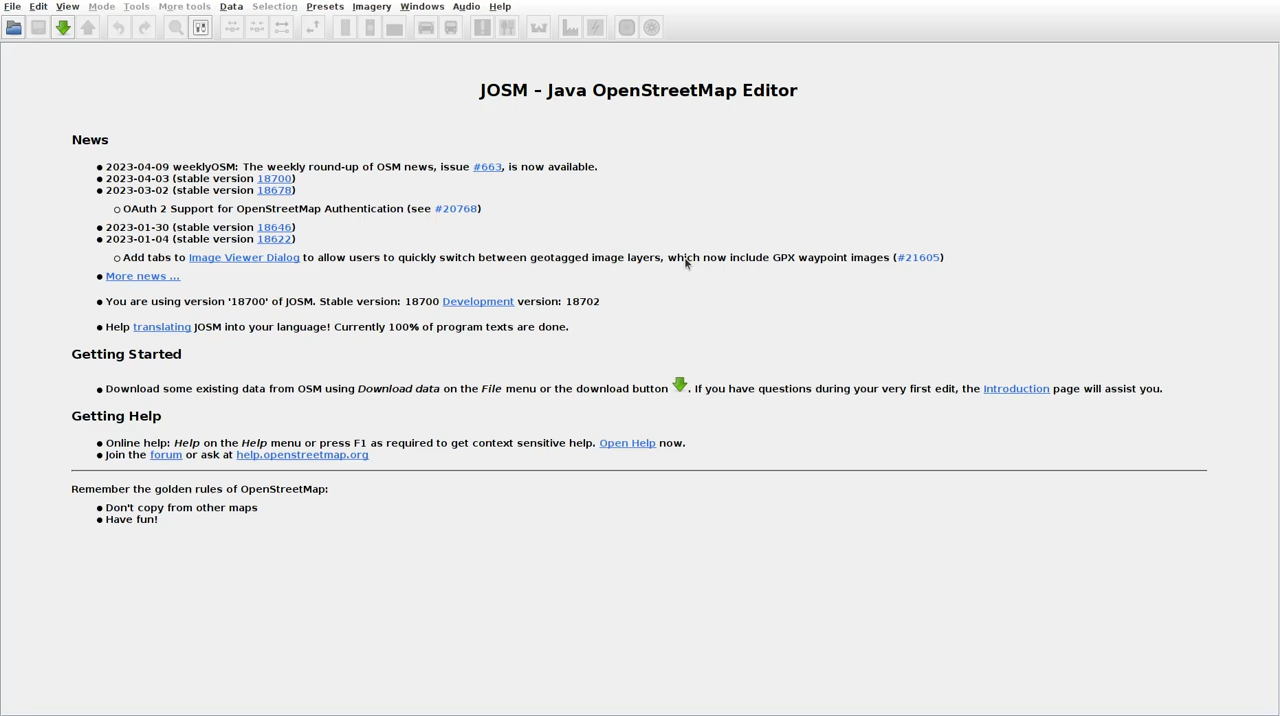 File Edit View Mode Tools More tools Data Selection Presets Imagery Windows Audio Help
JOSM – Java OpenStreetMap Editor
News
2023-04-09 weeklyOSM: The weekly round-up of OSM news, issue #663, is now available.
2023-04-03 (stable version 18700)
2023-03-02 (stable version 18678)
OAuth 2 Support for OpenStreetMap Authentication (see #20768)
2023-01-30 (stable version 18646)
2023-01-04 (stable version 18622)
Add tabs to Image Viewer Dialog to allow users to quickly switch between geotagged image layers, which now include GPX waypoint images (#21605)
More news ...
You are using version '18700' of JOSM. Stable version: 18700 Development version: 18702
Help translating JOSM into your language! Currently 100% of program texts are done.
Getting Started
Download some existing data from OSM using Download data on the File menu or the download button . If you have questions during your very first edit, the Introduction page will assist you.
Getting Help
Online help: Help on the Help menu or press F1 as required to get context sensitive help. Open Help now.
Join the forum or ask at help.openstreetmap.org
Remember the golden rules of OpenStreetMap:
Don't copy from other maps
Have fun!